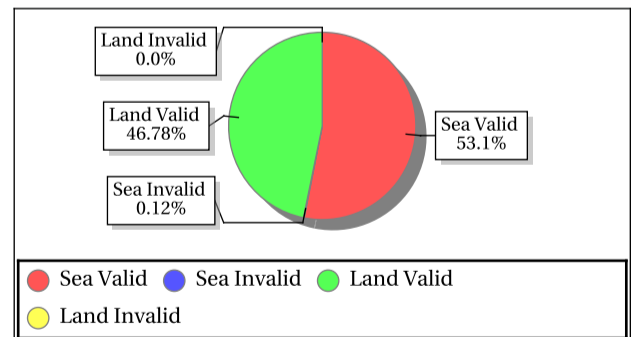 Land Invalid
0.0%
Land Valid
46.78%
Sea Valid
53.1%
Sea Invalid
0.12%
Sea Valid Sea Invalid Land Valid
Land Invalid